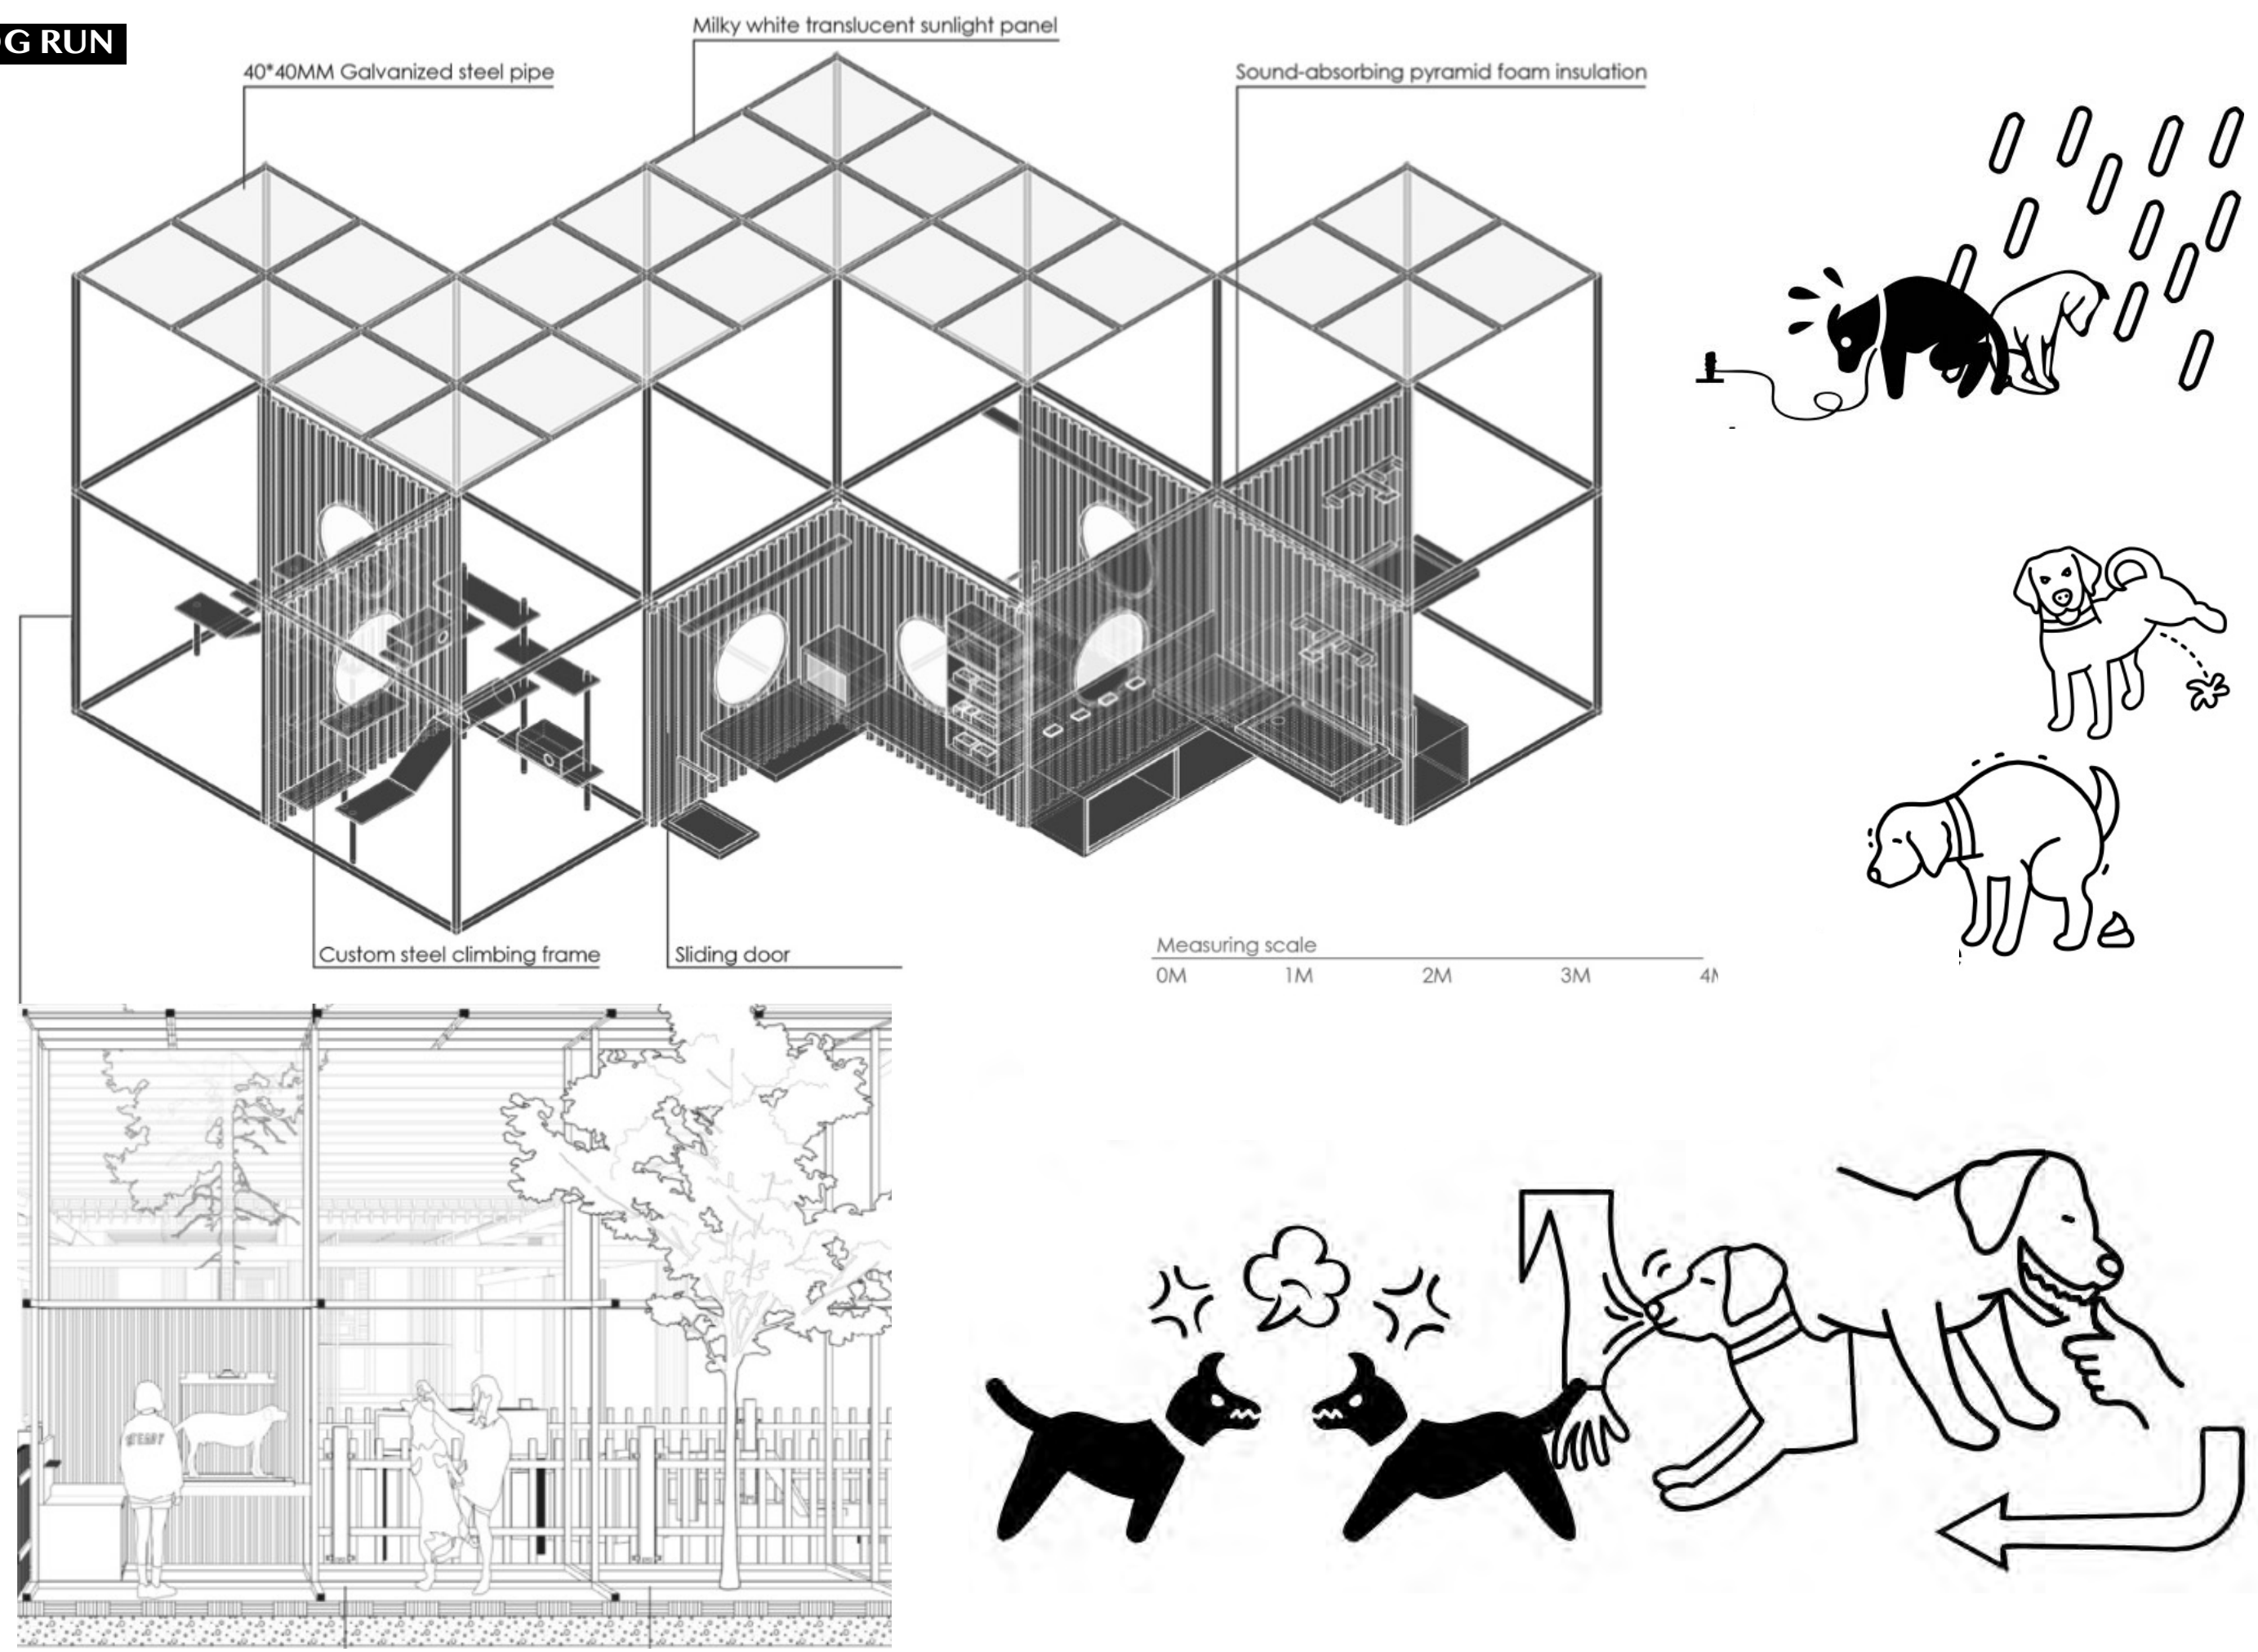 G RUN
Milky white translucent sunlight panel
40*40MM Galvanized steel pipe
Sound-absorbing pyramid foam insulation
Custom steel climbing frame
Sliding door
Measuring scale
0M 1M 2M 3M